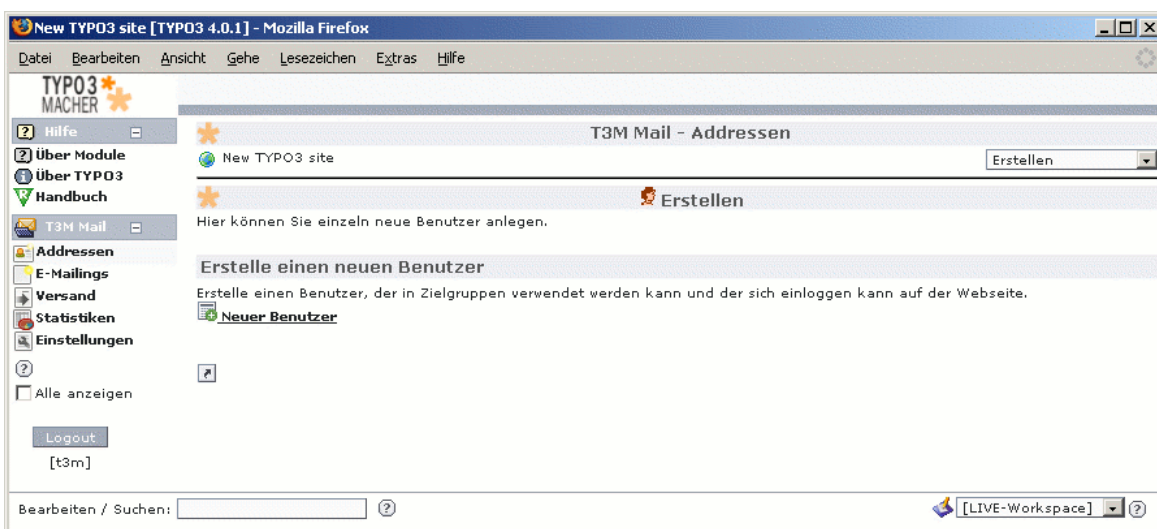 New TYPO3 site [TYPO3 4.0.1] - Mozilla Firefox
Datei Bearbeiten Ansicht Gehe Lesezeichen Extras Hilfe
TYPO3
MACHER
Hilfe
Über Module
Über TYPO3
Handbuch
T3M Mail
Addressen
E-Mailings
Versand
Statistiken
Einstellungen
Alle anzeigen
Logout
[t3m]
T3M Mail - Addressen
New TYPO3 site
Erstellen
Erstellen
Hier können Sie einzeln neue Benutzer anlegen.
Erstelle einen neuen Benutzer
Erstelle einen Benutzer, der in Zielgruppen verwendet werden kann und der sich einloggen kann auf der Webseite.
Neuer Benutzer
Bearbeiten / Suchen:
[LIVE-Workspace]